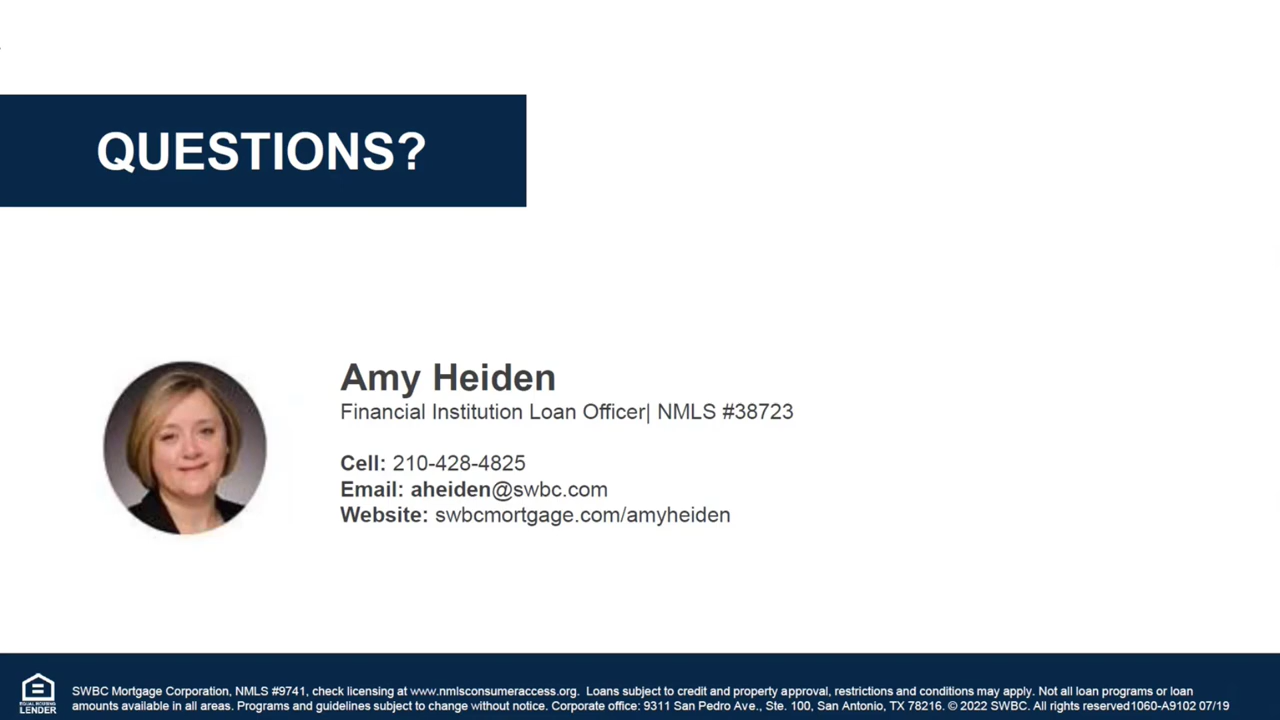 QUESTIONS?
Amy Heiden
Financial Institution Loan Officer| NMLS #38723
Cell: 210-428-4825
Email: aheiden@swbc.com
Website: swbcmortgage.com/amyheiden
EQUAL HOUSING
LENDER
SWBC Mortgage Corporation, NMLS #9741, check licensing at www.nmlsconsumeraccess.org. Loans subject to credit and property approval, restrictions and conditions may apply. Not all loan programs or loan
amounts available in all areas. Programs and guidelines subject to change without notice. Corporate office: 9311 San Pedro Ave., Ste. 100, San Antonio, TX 78216. © 2022 SWBC. All rights reserved1060-A9102 07/19